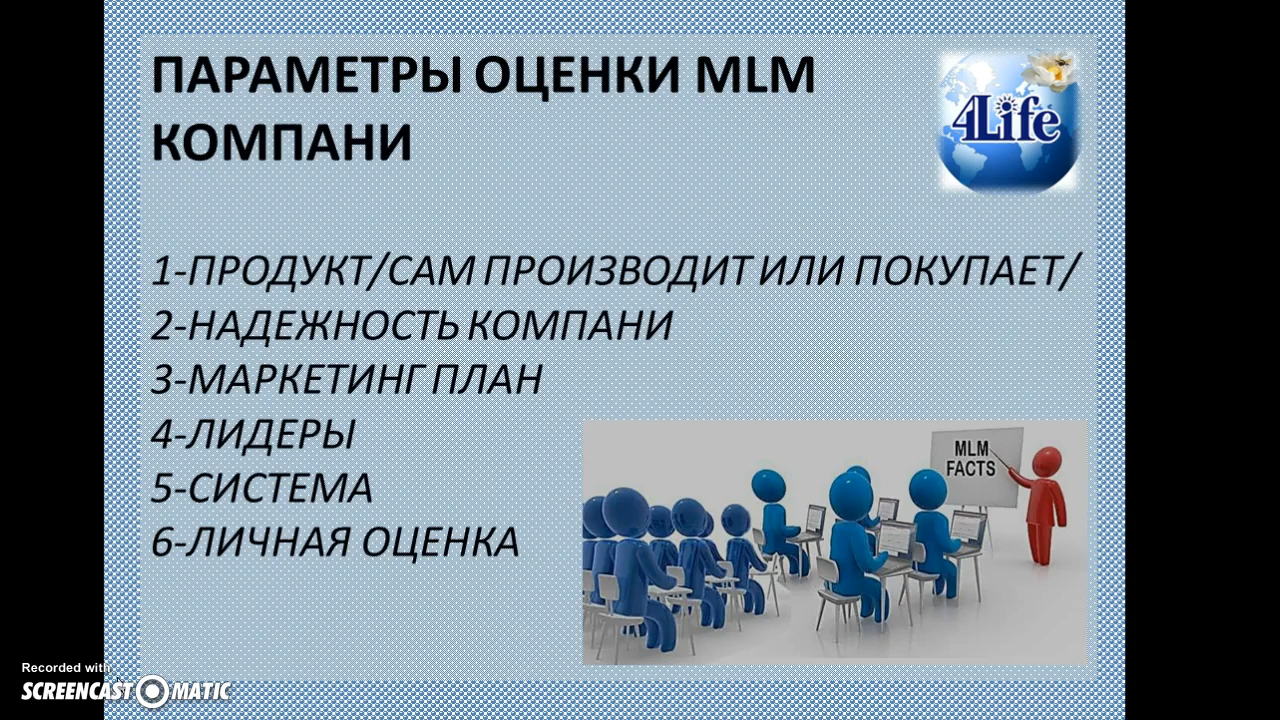 ПАРАМЕТРЫ ОЦЕНКИ MLM
КОМПАНИ
4Life
1-ПРОДУКТ/САМ ПРОИЗВОДИТ ИЛИ ПОКУПАЕТ/
2-НАДЕЖНОСТЬ КОМПАНИ
3-МАРКЕТИНГ ПЛАН
4-ЛИДЕРЫ
5-СИСТЕМА
6-ЛИЧНАЯ ОЦЕНКА
MLM
FACTS
Recorded with
SCREENCAST MATIC